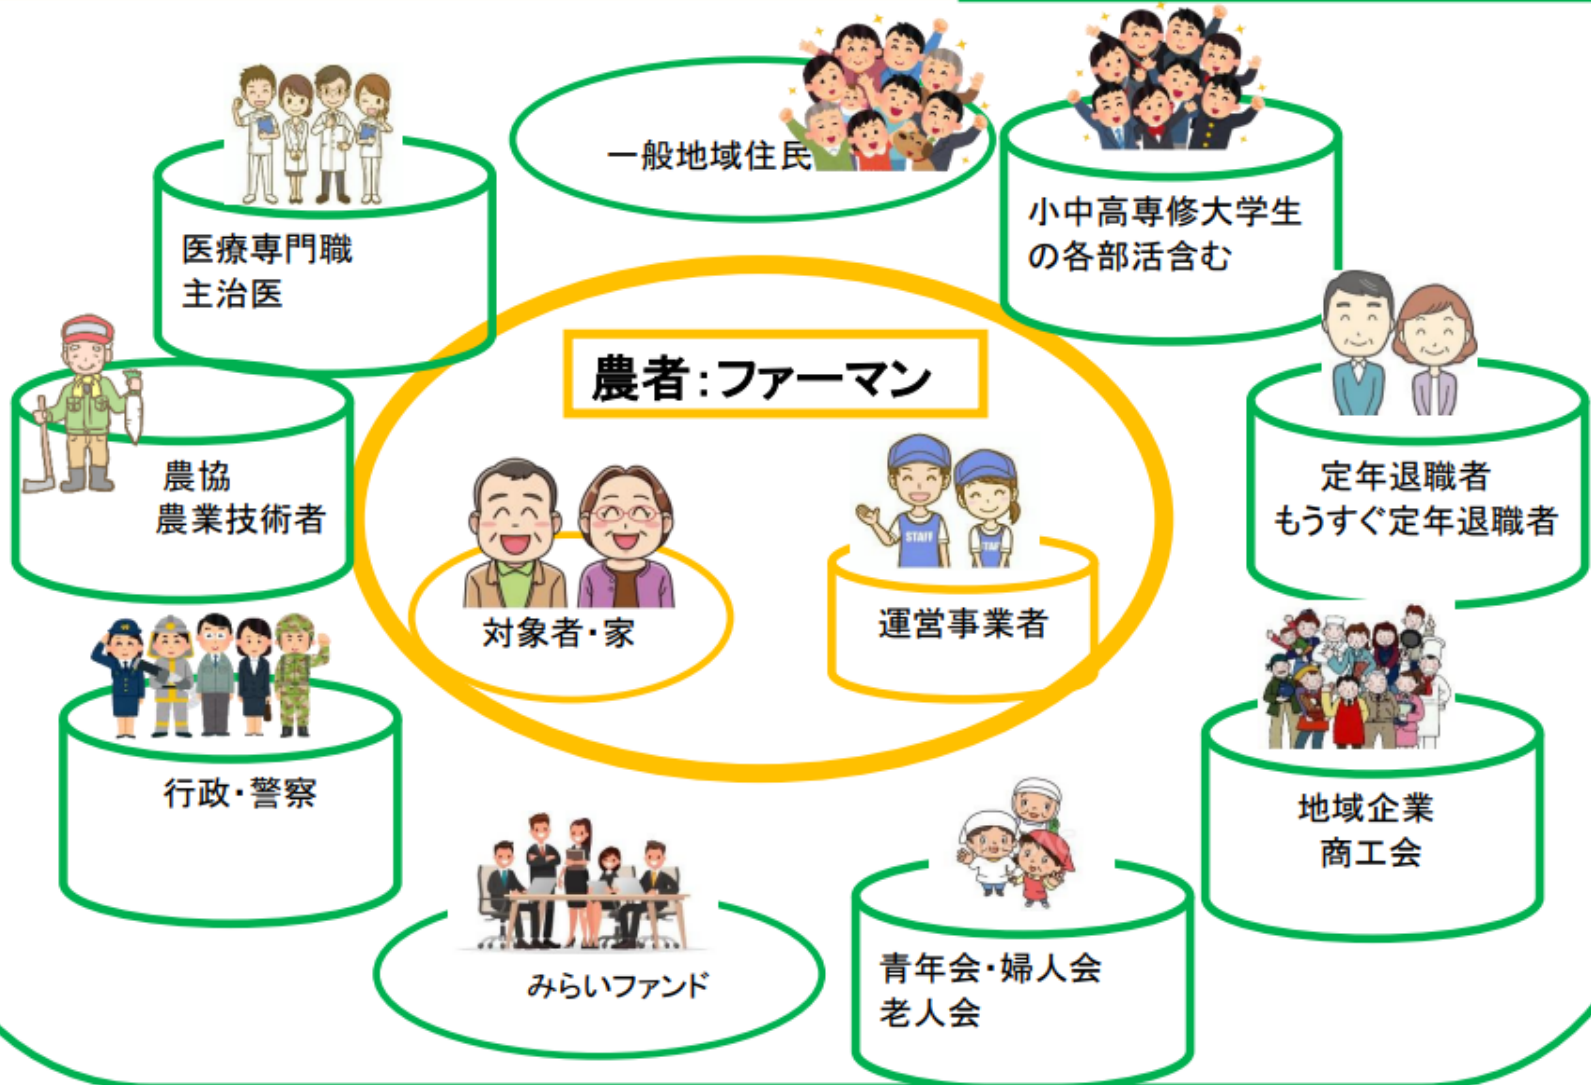 一般地域住民
小中高専修大学生
の各部活含む
医療専門職
主治医
農者:ファーマン
農協
農業技術者
定年退職者
もうすぐ定年退職者
STAFF
STAF
対象者・家
運営事業者
行政・警察
地域企業
商工会
みらいファンド
青年会・婦人会
老人会